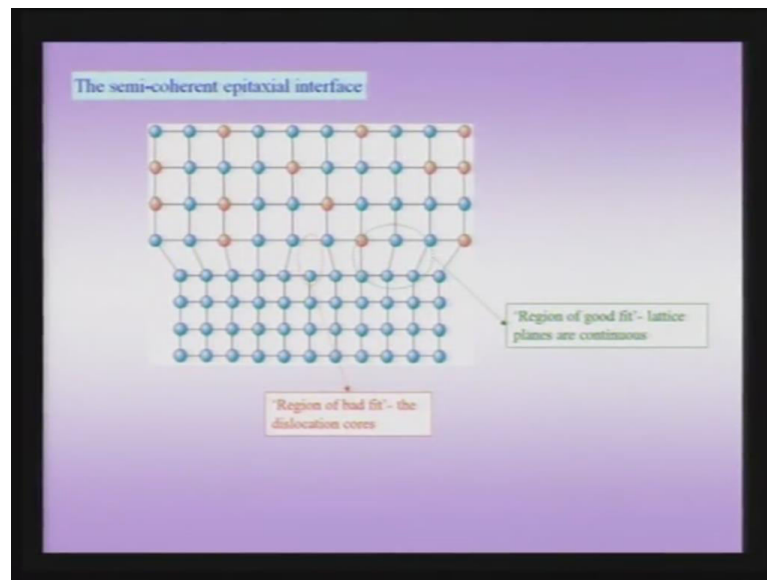 The semi-coherent epitaxial interface
'Region of good fit'- lattice
planes are continuous
'Region of bad fit'- the
dislocation cores